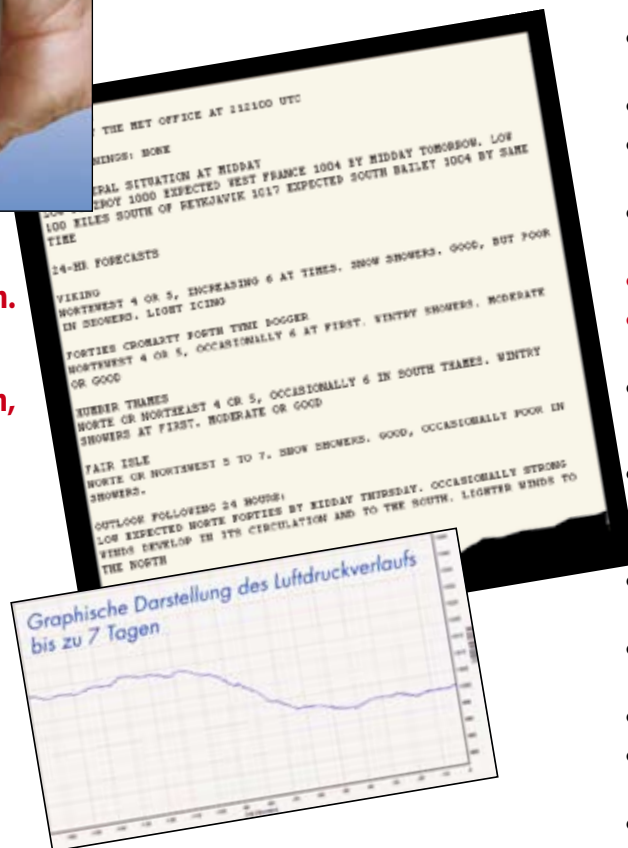 THE MET OFFICE AT 212100 UTC
NINGS: NONE
ERAL SITUATION AT MIDDAY
LOW ZROY 1000 EXPECTED WEST FRANCE 1004 BY MIDDAY TOMORROW. LOW
100 MILES SOUTH OF REYKJAVIK 1017 EXPECTED SOUTH BAILEY 1004 BY SAME
TIME
24-HR FORECASTS
VIKING
NORTHWEST 4 OR 5, INCREASING 6 AT TIMES. SNOW SHOWERS. GOOD, BUT POOR
IN SHOWERS. LIGHT ICING
FORTIES CROMARTY FORTH TYNE DOGGER
NORTHWEST 4 OR 5, OCCASIONALLY 6 AT FIRST. WINTRY SHOWERS. MODERATE
OR GOOD
HUMBER THAMES
NORTH OR NORTHEAST 4 OR 5, OCCASIONALLY 6 IN SOUTH THAMES. WINTRY
SHOWERS AT FIRST. MODERATE OR GOOD
FAIR ISLE
NORTH OR NORTHWEST 5 TO 7. SNOW SHOWERS. GOOD, OCCASIONALLY POOR IN
SHOWERS.
OUTLOOK FOLLOWING 24 HOURS:
LOW EXPECTED NORTH FORTIES BY MIDDAY THURSDAY. OCCASIONALLY STRONG
WINDS DEVELOP IN ITS CIRCULATION AND TO THE SOUTH. LIGHTER WINDS TO
THE NORTH
Graphische Darstellung des Luftdruckverlaufs
bis zu 7 Tagen